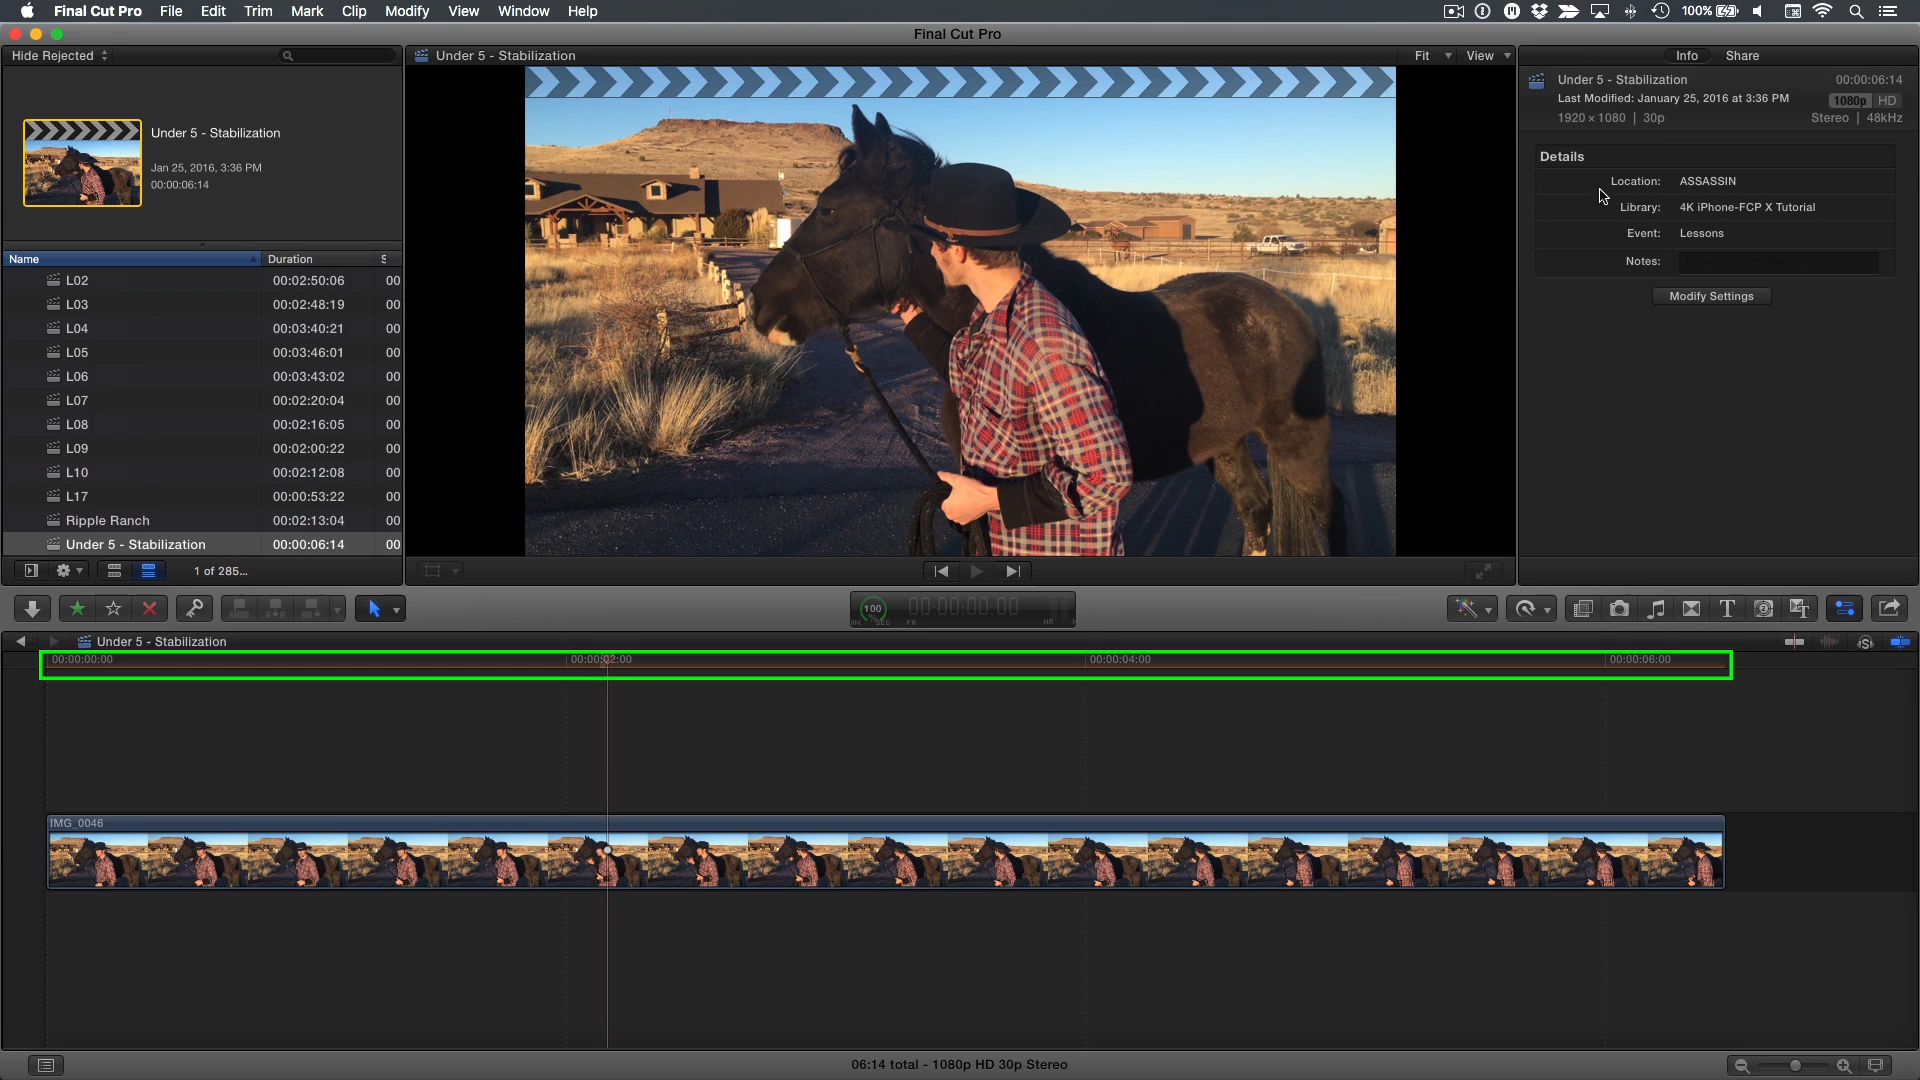 Final Cut Pro File Edit Trim Mark Clip Modify View Window Help 100%
Final Cut Pro
Hide Rejected
Under 5 - Stabilization Fit View
Info Share
Under 5 - Stabilization
Jan 25, 2016, 3:36 PM
00:00:06:14
Under 5 - Stabilization 00:00:06:14
Last Modified: January 25, 2016 at 3:36 PM 1080p HD
1920 × 1080 | 30p Stereo | 48kHz
Details
Location: ASSASSIN
Library: 4K iPhone-FCP X Tutorial
Event: Lessons
Notes:
Modify Settings
Name Duration S
L02 00:02:50:06 00
L03 00:02:48:19 00
L04 00:03:40:21 00
L05 00:03:46:01 00
L06 00:03:43:02 00
L07 00:02:20:04 00
L08 00:02:16:05 00
L09 00:02:00:22 00
L10 00:02:12:08 00
L17 00:00:53:22 00
Ripple Ranch 00:02:13:04 00
Under 5 - Stabilization 00:00:06:14 00
1 of 285...
100 00:00:00:00
%
SEC FR HR
Under 5 - Stabilization
00:00:00:00 00:00:02:00 00:00:04:00 00:00:06:00
IMG_0046
06:14 total - 1080p HD 30p Stereo